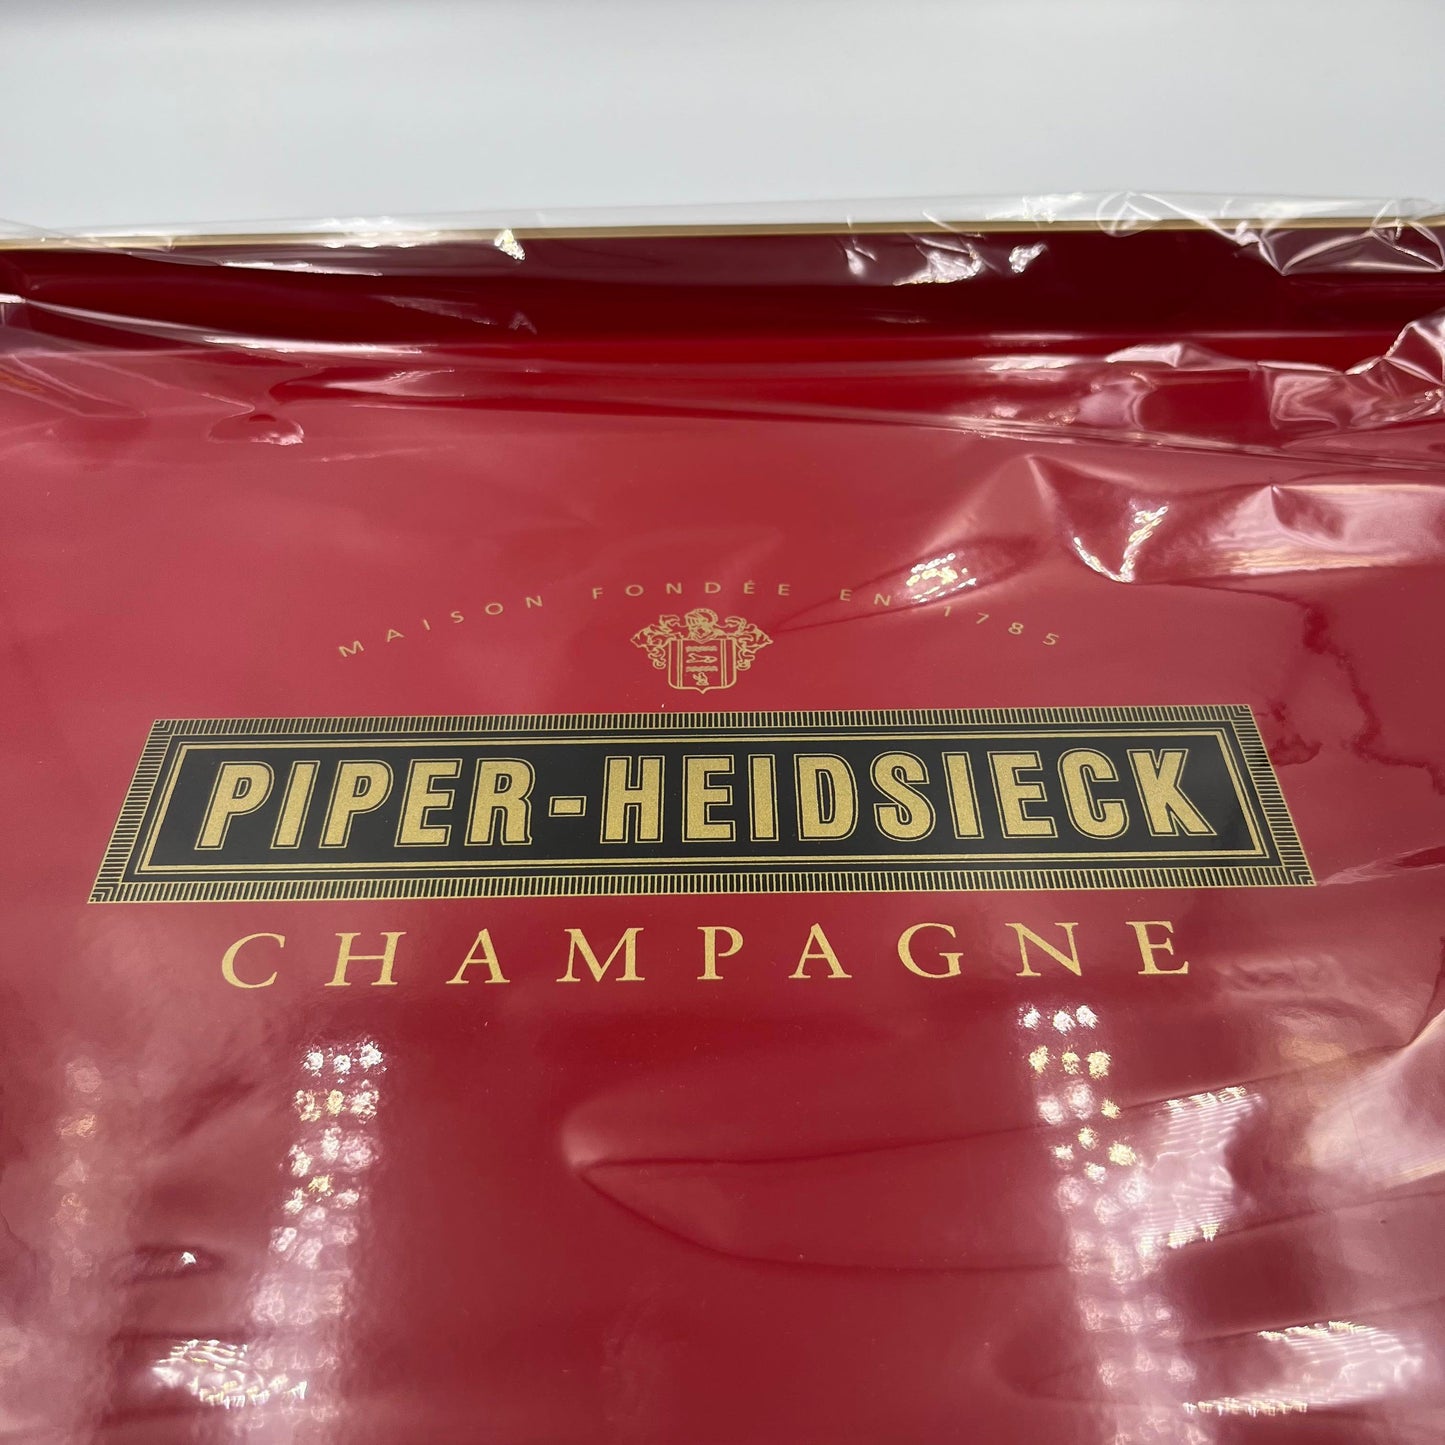 MAISON FONDÉE EN 1785
PIPER-HEIDSIECK
CHAMPAGNE